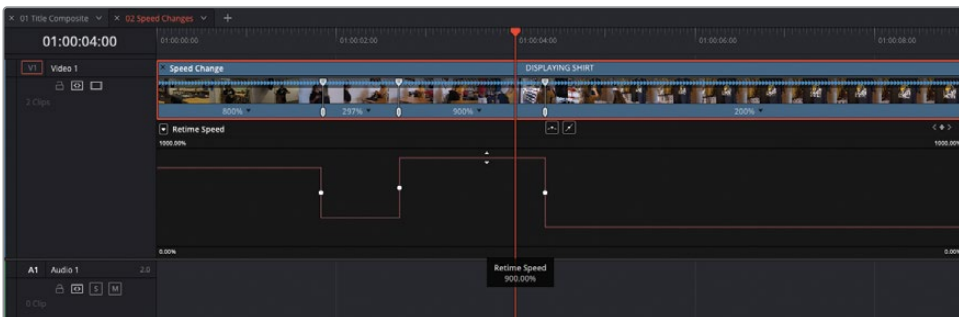 01 Title Composite
02 Speed Changes
01:00:04:00
01:00:00:00
01:00:02:00
01:00:04:00
01:00:06:00
01:00:08:00
V1 Video 1
2 Clips
Speed Change
DISPLAYING SHIRT
800%
297%
900%
200%
Retime Speed
1000.00%
1000.00%
0.00%
0.00%
Retime Speed
900.00%
A1 Audio 1 2.0
S M
0 Clip